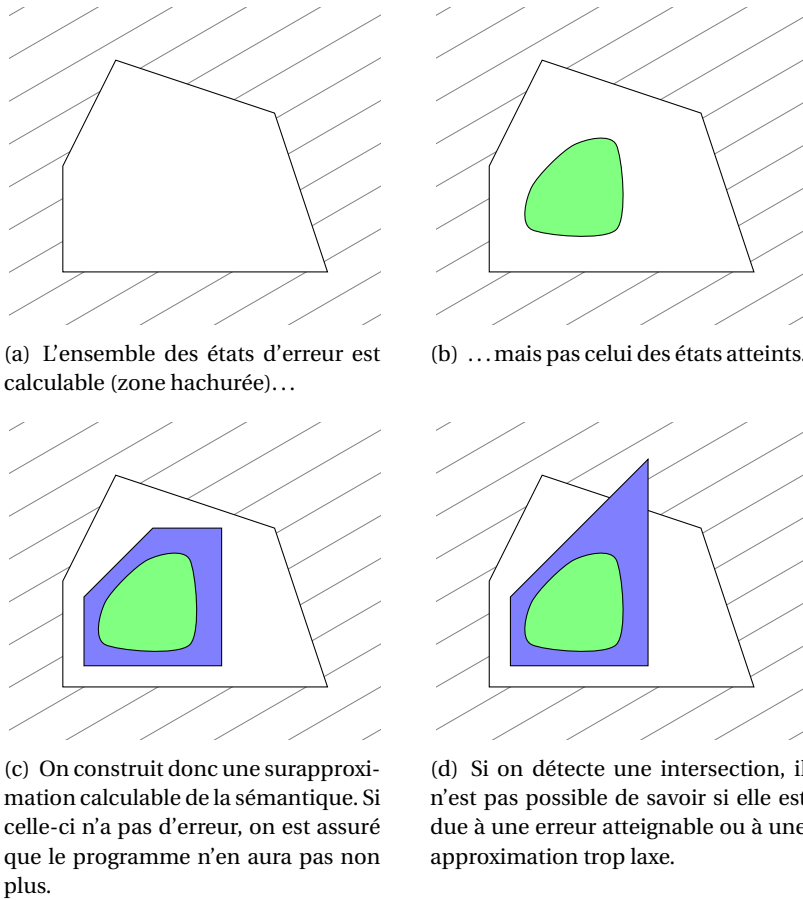 (a) L'ensemble des états d'erreur est
calculable (zone hachurée)...
(b) ...mais pas celui des états atteints.
(c) On construit donc une surapproxi-
mation calculable de la sémantique. Si
celle-ci n'a pas d'erreur, on est assuré
que le programme n'en aura pas non
plus.
(d) Si on détecte une intersection, il
n'est pas possible de savoir si elle est
due à une erreur atteignable ou à une
approximation trop laxe.